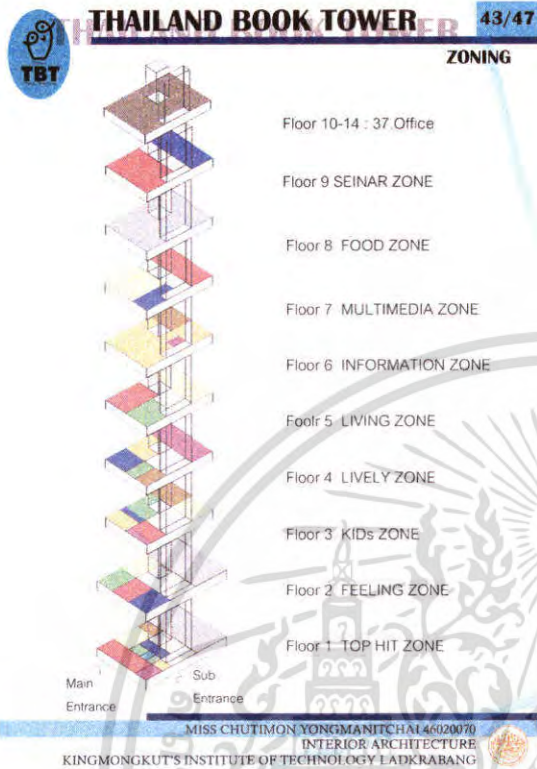 THAILAND BOOK TOWER
43/47
TBT
ZONING
Floor 10-14 : 37.Office
Floor 9 SEINAR ZONE
Floor 8 FOOD ZONE
Floor 7 MULTIMEDIA ZONE
Floor 6 INFORMATION ZONE
Foolr 5 LIVING ZONE
Floor 4 LIVELY ZONE
Floor 3 KIDs ZONE
Floor 2 FEELING ZONE
Floor 1 TOP HIT ZONE
Main
Entrance
Sub
Entrance
MISS CHUTIMON YONGMANITCHAI 46020070
INTERIOR ARCHITECTURE
KINGMONGKUT'S INSTITUTE OF TECHNOLOGY LADKRABANG